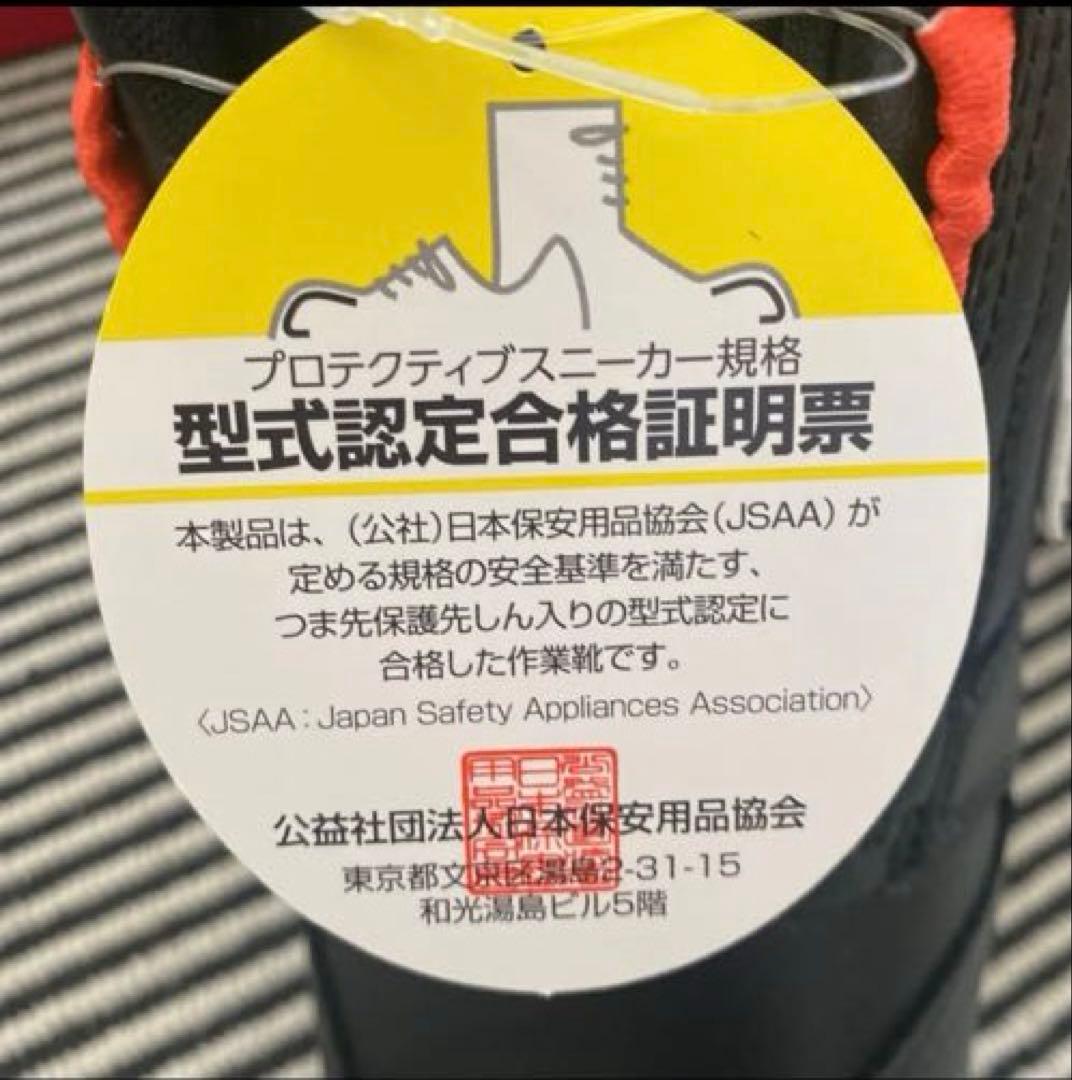 プロテクティブスニーカー規格
型式認定合格証明票
本製品は、(公社)日本保安用品協会(JSAA)が
定める規格の安全基準を満たす、
つま先保護先しん入りの型式認定に
合格した作業靴です。
〈JSAA：Japan Safety Appliances Association〉
公益社団法人日本保安用品協会
東京都文京区湯島2-31-15
和光湯島ビル5階